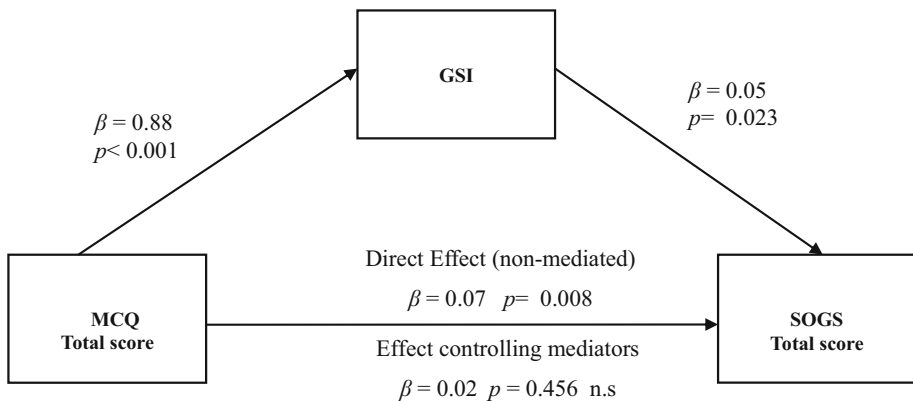 GSI
β = 0.88
p< 0.001
β = 0.05
p= 0.023
Direct Effect (non-mediated)
β = 0.07 p= 0.008
MCQ
Total score
SOGS
Total score
Effect controlling mediators
β = 0.02 p = 0.456 n.s